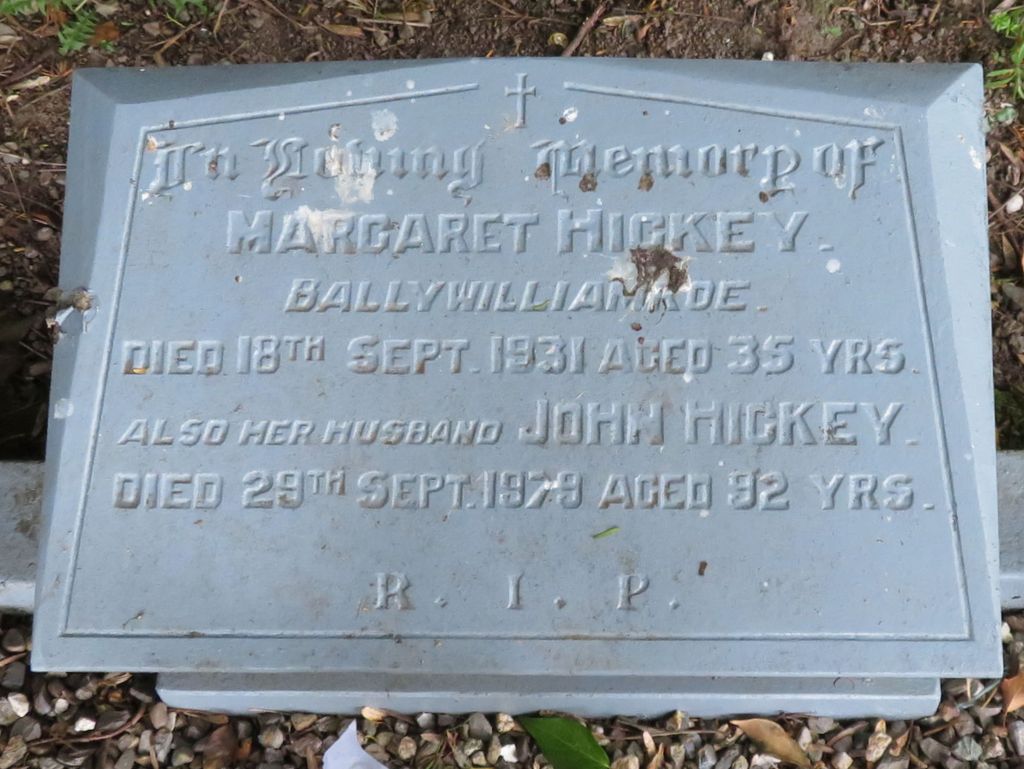 In Loving Memory of
MARGARET HICKEY.
BALLYWILLIAMROE.
DIED 18TH SEPT. 1931 AGED 35 YRS.
ALSO HER HUSBAND JOHN HICKEY.
DIED 29TH SEPT. 1979 AGED 92 YRS.
R. I. P.